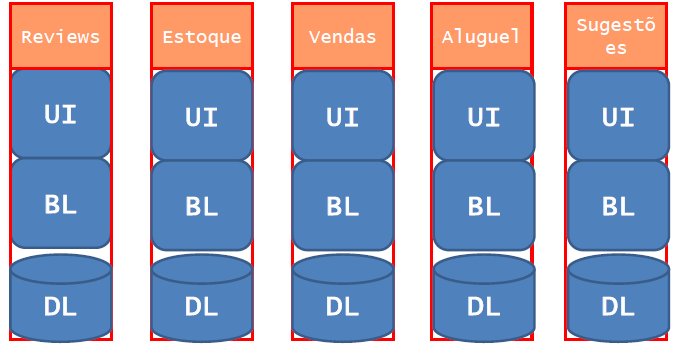 Reviews
Estoque
Vendas
Aluguel
Sugestõ
es
UI
UI
UI
UI
UI
BL
BL
BL
BL
BL
DL
DL
DL
DL
DL